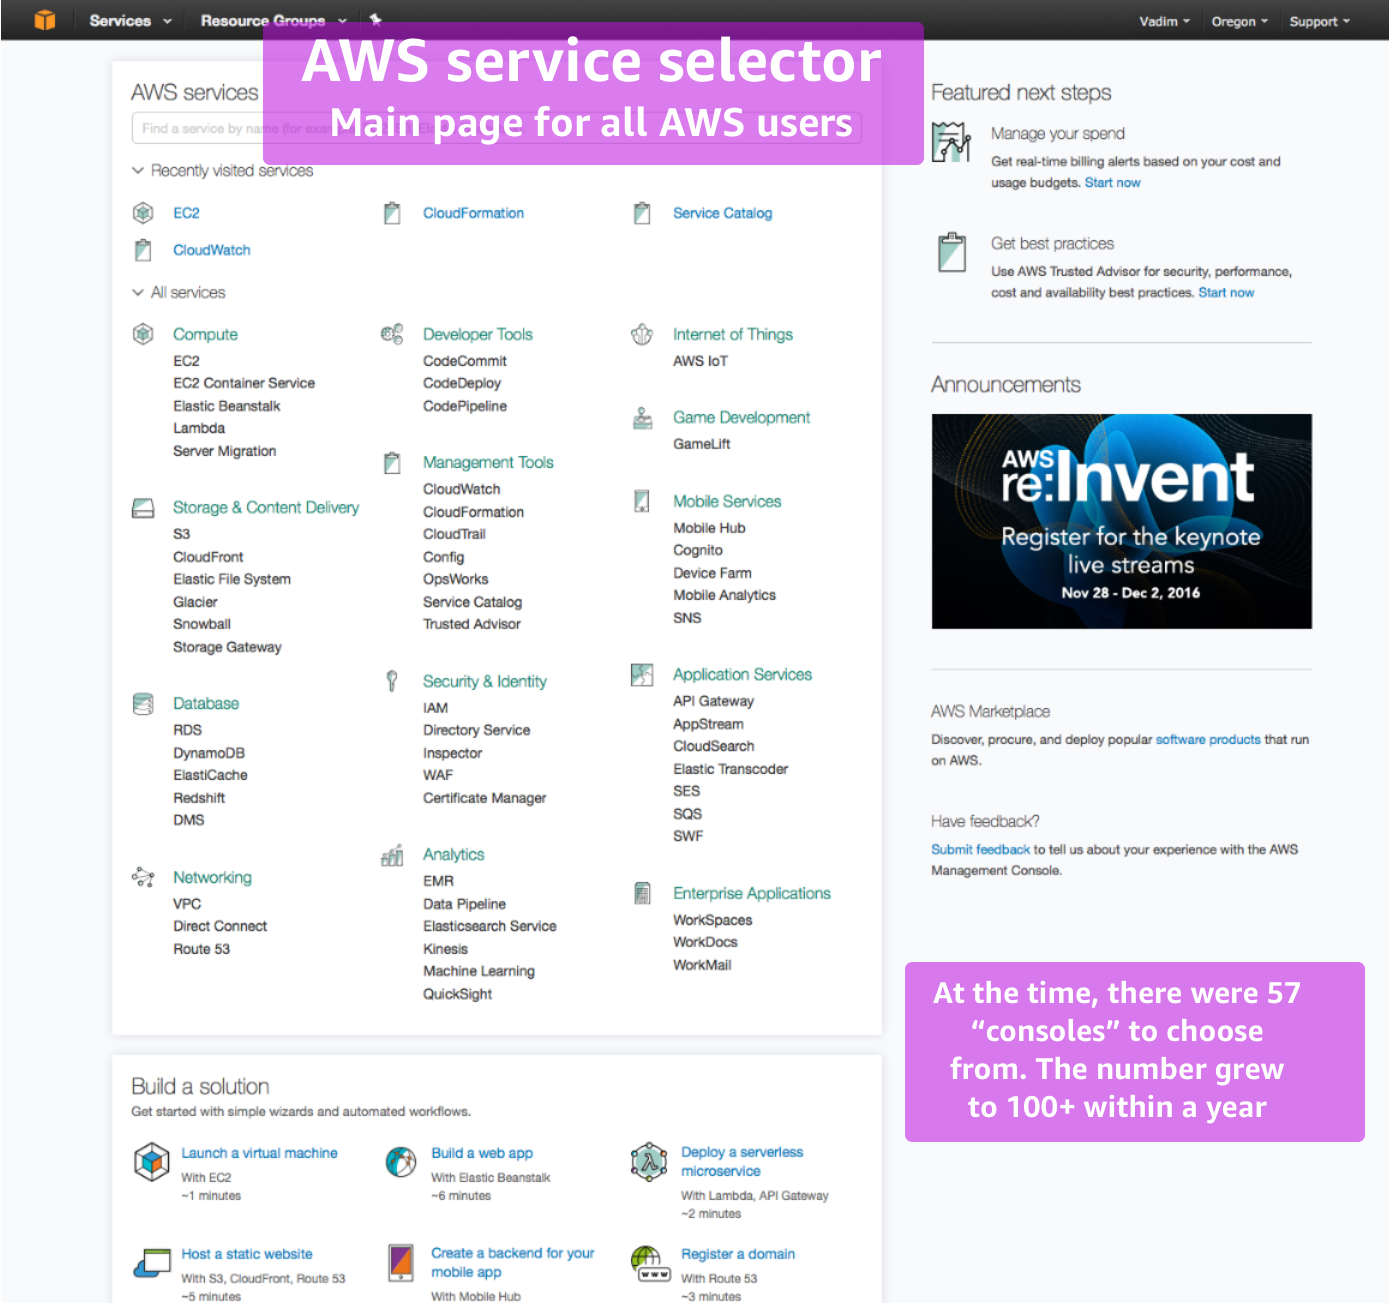 Services
Resource Groups
Vadim
Oregon
Support
AWS service selector
Main page for all AWS users
AWS services
Find a service by name (for exam
Recently visited services
EC2
CloudFormation
Service Catalog
CloudWatch
All services
Compute
EC2
EC2 Container Service
Elastic Beanstalk
Lambda
Server Migration
Storage & Content Delivery
S3
CloudFront
Elastic File System
Glacier
Snowball
Storage Gateway
Database
RDS
DynamoDB
ElastiCache
Redshift
DMS
Networking
VPC
Direct Connect
Route 53
Developer Tools
CodeCommit
CodeDeploy
CodePipeline
Management Tools
CloudWatch
CloudFormation
CloudTrail
Config
OpsWorks
Service Catalog
Trusted Advisor
Security & Identity
IAM
Directory Service
Inspector
WAF
Certificate Manager
Analytics
EMR
Data Pipeline
Elasticsearch Service
Kinesis
Machine Learning
QuickSight
Internet of Things
AWS IoT
Game Development
GameLift
Mobile Services
Mobile Hub
Cognito
Device Farm
Mobile Analytics
SNS
Application Services
API Gateway
AppStream
CloudSearch
Elastic Transcoder
SES
SQS
SWF
Enterprise Applications
WorkSpaces
WorkDocs
WorkMail
Featured next steps
Manage your spend
Get real-time billing alerts based on your cost and
usage budgets. Start now
Get best practices
Use AWS Trusted Advisor for security, performance,
cost and availability best practices. Start now
Announcements
AWS
re:Invent
Register for the keynote
live streams
Nov 28 - Dec 2, 2016
AWS Marketplace
Discover, procure, and deploy popular software products that run
on AWS.
Have feedback?
Submit feedback to tell us about your experience with the AWS
Management Console.
At the time, there were 57
“consoles” to choose
from. The number grew
to 100+ within a year
Build a solution
Get started with simple wizards and automated workflows.
Launch a virtual machine
With EC2
~1 minutes
Build a web app
With Elastic Beanstalk
~6 minutes
Deploy a serverless
microservice
With Lambda, API Gateway
~2 minutes
Host a static website
With S3, CloudFront, Route 53
~5 minutes
Create a backend for your
mobile app
With Mobile Hub
Register a domain
With Route 53
~3 minutes
www